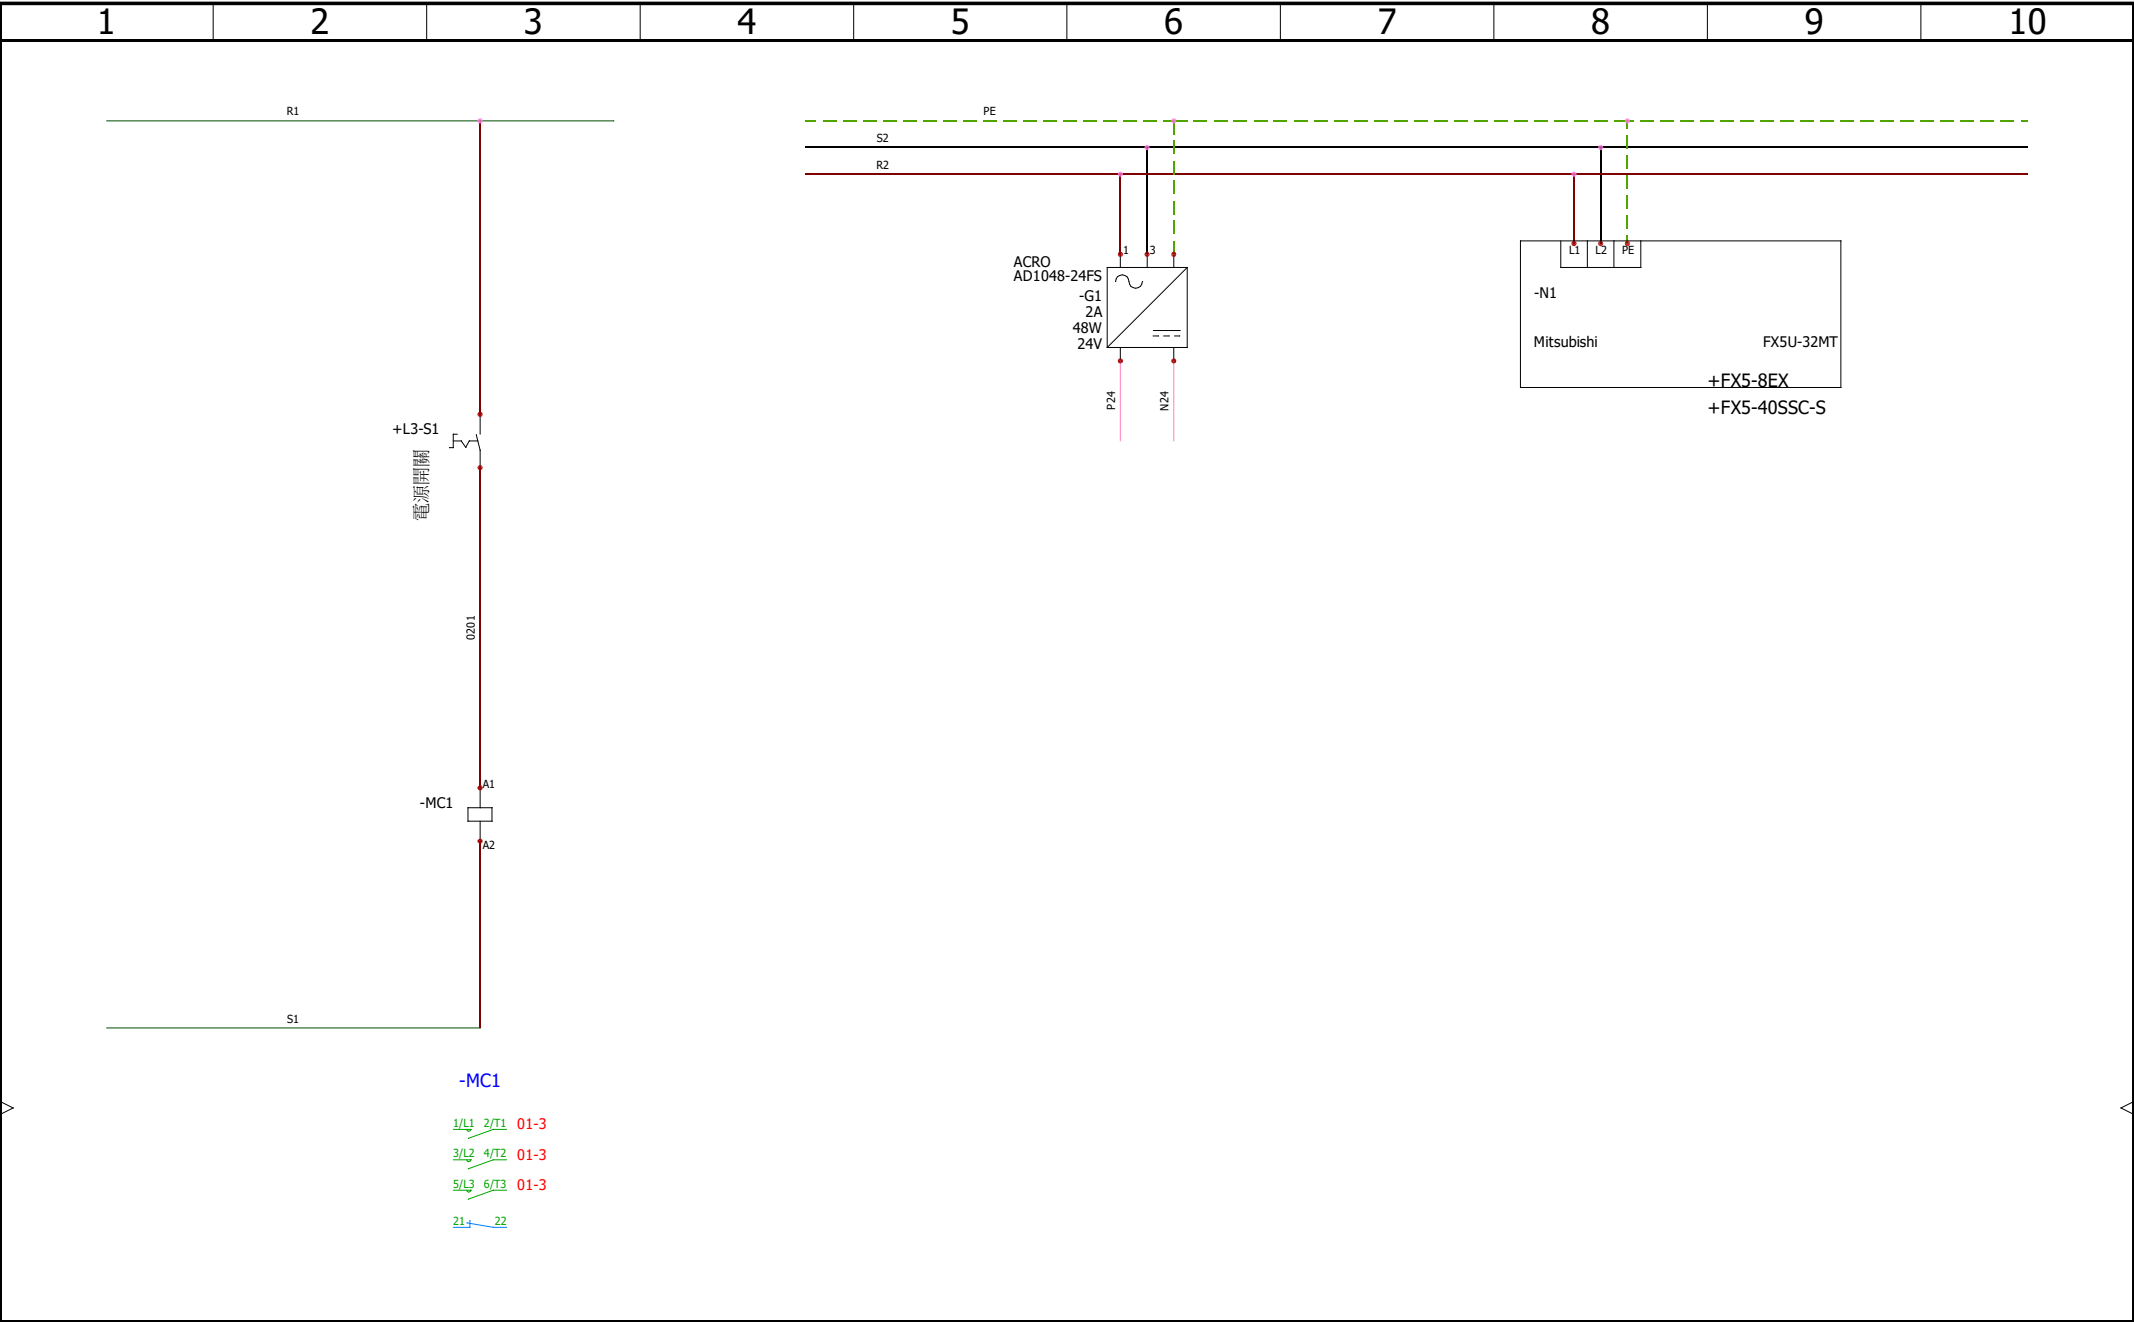 1 2 3 4 5 6 7 8 9 10
R1
PE
S2
R2
1 3
ACRO
AD1048-24FS
-G1
2A
48W
24V
P24
N24
L1 L2 PE
-N1
Mitsubishi FX5U-32MT
+FX5-8EX
+FX5-40SSC-S
+L3-S1
電源開關
0201
A1
-MC1
A2
S1
-MC1
1/L1 2/T1 01-3
3/L2 4/T2 01-3
5/L3 6/T3 01-3
21 22